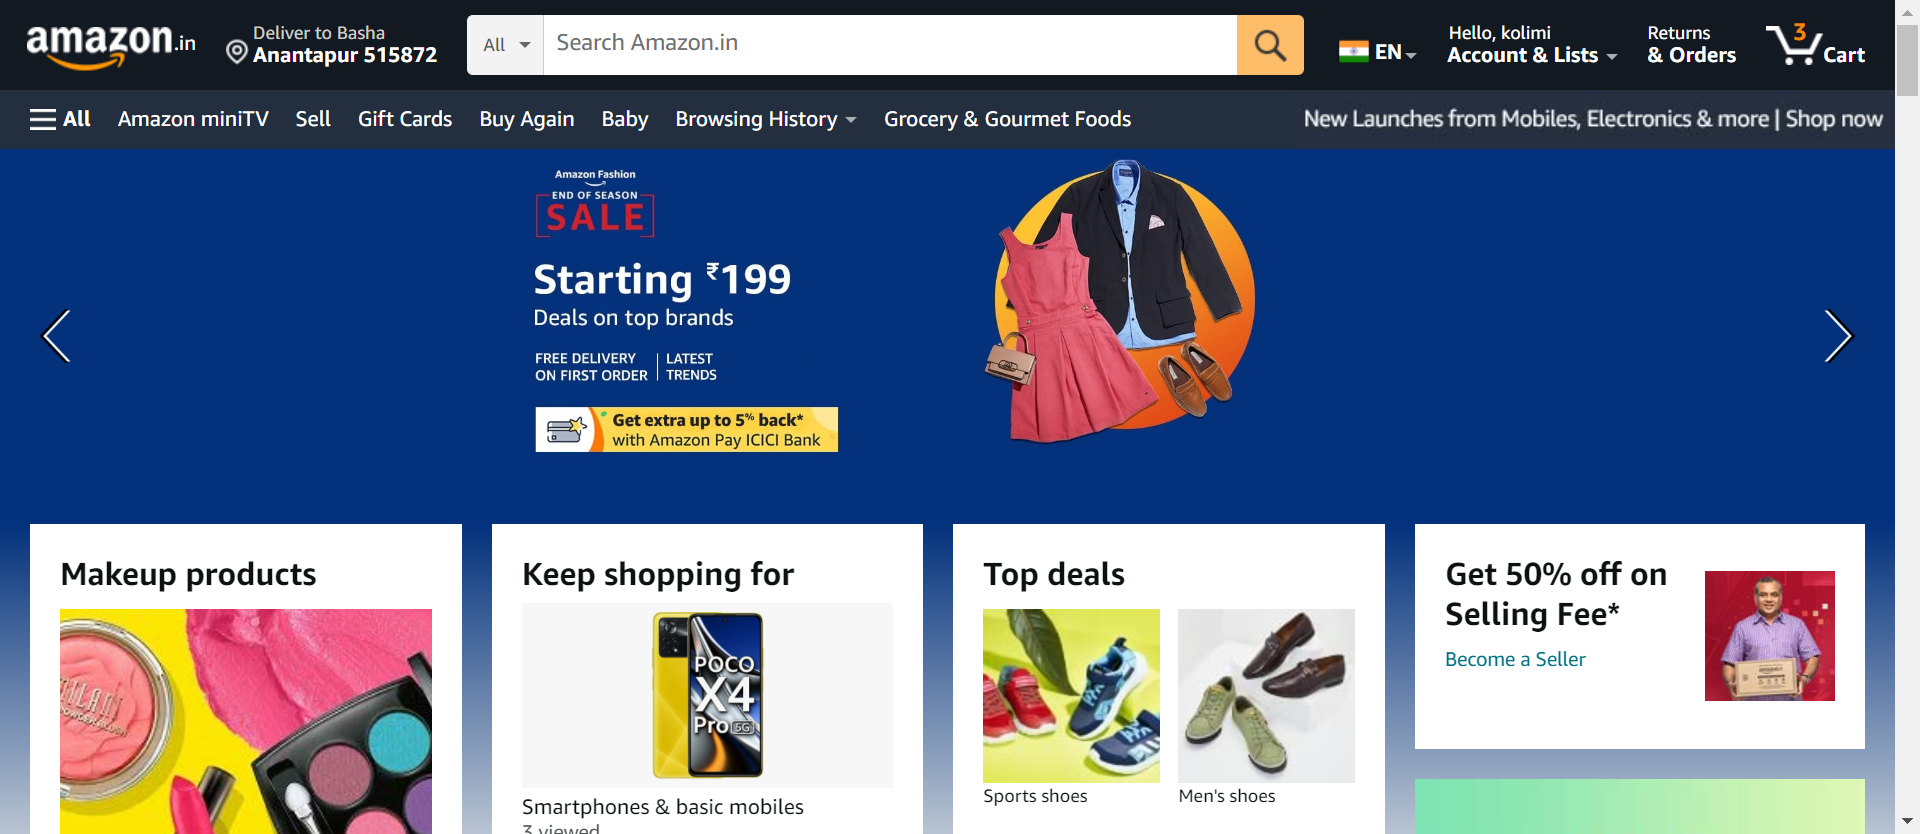 amazon.in
Deliver to Basha
Anantapur 515872
All
Search Amazon.in
EN
Hello, kolimi
Account & Lists
Returns
& Orders
3
Cart
All
Amazon miniTV
Sell
Gift Cards
Buy Again
Baby
Browsing History
Grocery & Gourmet Foods
New Launches from Mobiles, Electronics & more | Shop now
Amazon Fashion
END OF SEASON
SALE
Starting ₹199
Deals on top brands
FREE DELIVERY
ON FIRST ORDER
LATEST
TRENDS
Get extra up to 5% back*
with Amazon Pay ICICI Bank
Makeup products
MILANI
Keep shopping for
POCO
X4
Pro 5G
Smartphones & basic mobiles
3 viewed
Top deals
Sports shoes
Men's shoes
Get 50% off on
Selling Fee*
Become a Seller